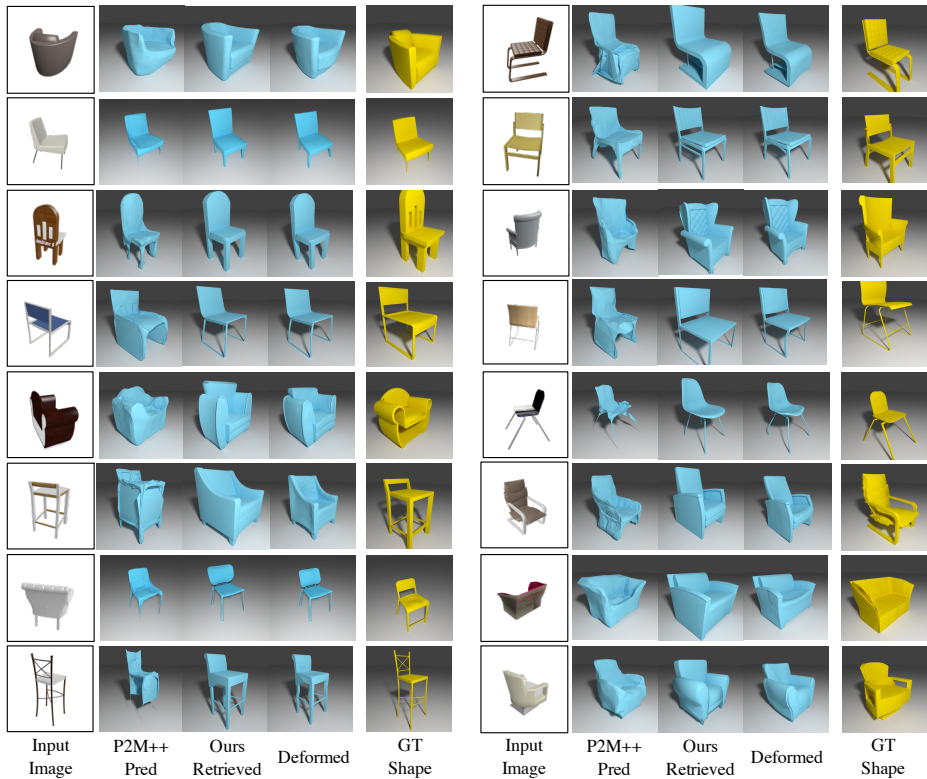 Input P2M++ Ours Deformed GT Input P2M++ Ours Deformed GT
Image Pred Retrieved Shape Image Pred Retrieved Shape